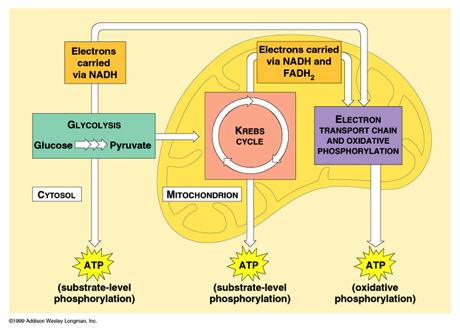 Electrons
carried
via NADH
Electrons carried
via NADH and
FADH₂
GLYCOLYSIS
Glucose Pyruvate
KREBS
CYCLE
ELECTRON
TRANSPORT CHAIN
AND OXIDATIVE
PHOSPHORYLATION
CYTOSOL
MITOCHONDRION
ATP
(substrate-level
phosphorylation)
ATP
(substrate-level
phosphorylation)
ATP
(oxidative
phosphorylation)
©1999 Addison Wesley Longman, Inc.